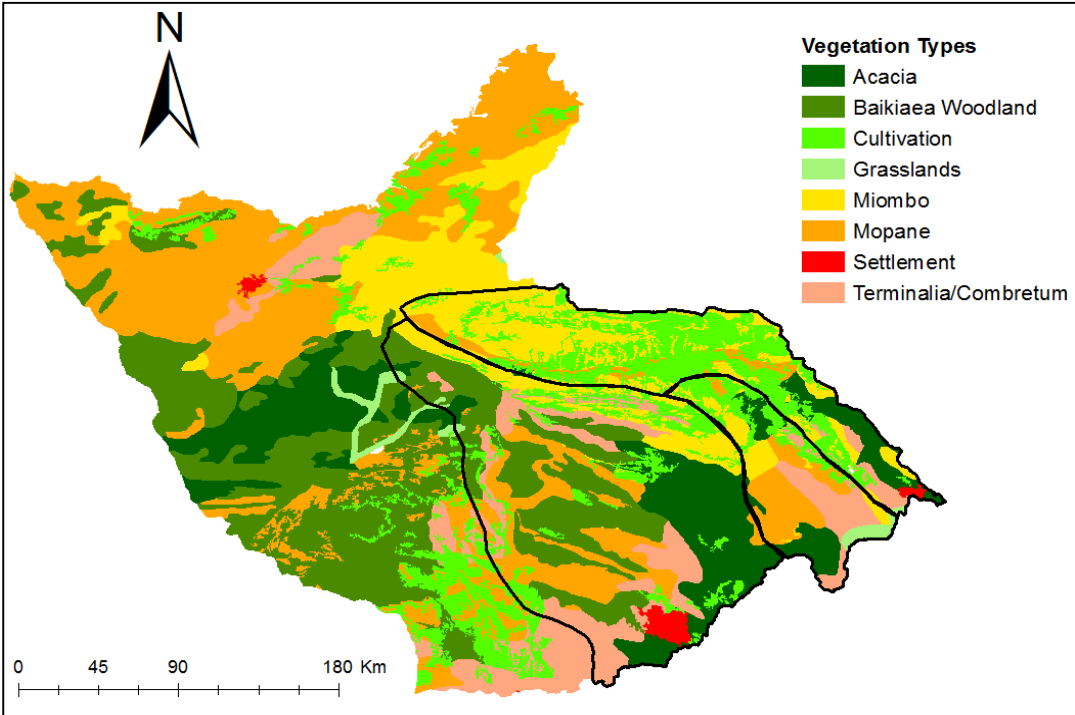 N
Vegetation Types
Acacia
Baikiaea Woodland
Cultivation
Grasslands
Miombo
Mopane
Settlement
Terminalia/Combretum
0 45 90 180 Km